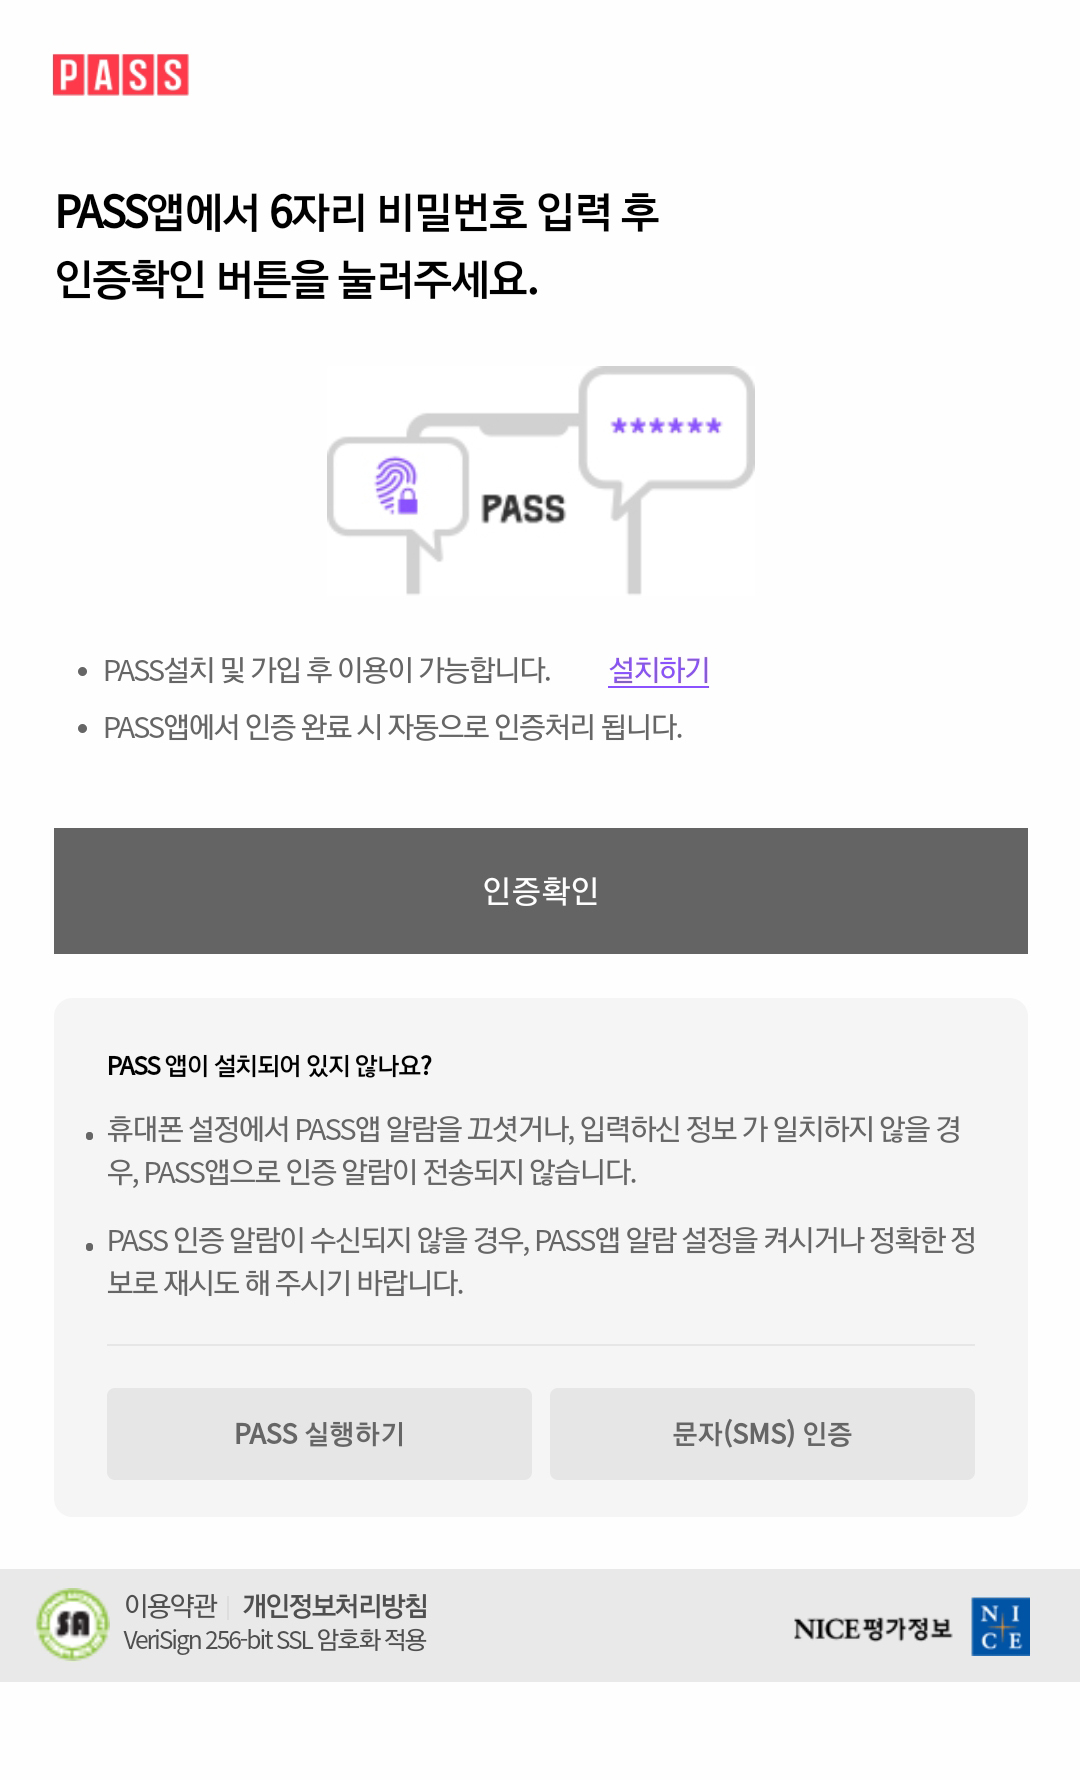 PASS
PASS앱에서 6자리 비밀번호 입력 후
인증확인 버튼을 눌러주세요.
******
PASS
PASS설치 및 가입 후 이용이 가능합니다. 설치하기
PASS앱에서 인증 완료 시 자동으로 인증처리 됩니다.
인증확인
PASS 앱이 설치되어 있지 않나요?
휴대폰 설정에서 PASS앱 알람을 끄셧거나, 입력하신 정보 가 일치하지 않을 경
우, PASS앱으로 인증 알람이 전송되지 않습니다.
PASS 인증 알람이 수신되지 않을 경우, PASS앱 알람 설정을 켜시거나 정확한 정
보로 재시도 해 주시기 바랍니다.
PASS 실행하기 문자(SMS) 인증
SA 이용약관 | 개인정보처리방침
VeriSign 256-bit SSL 암호화 적용
NICE평가정보 NICE